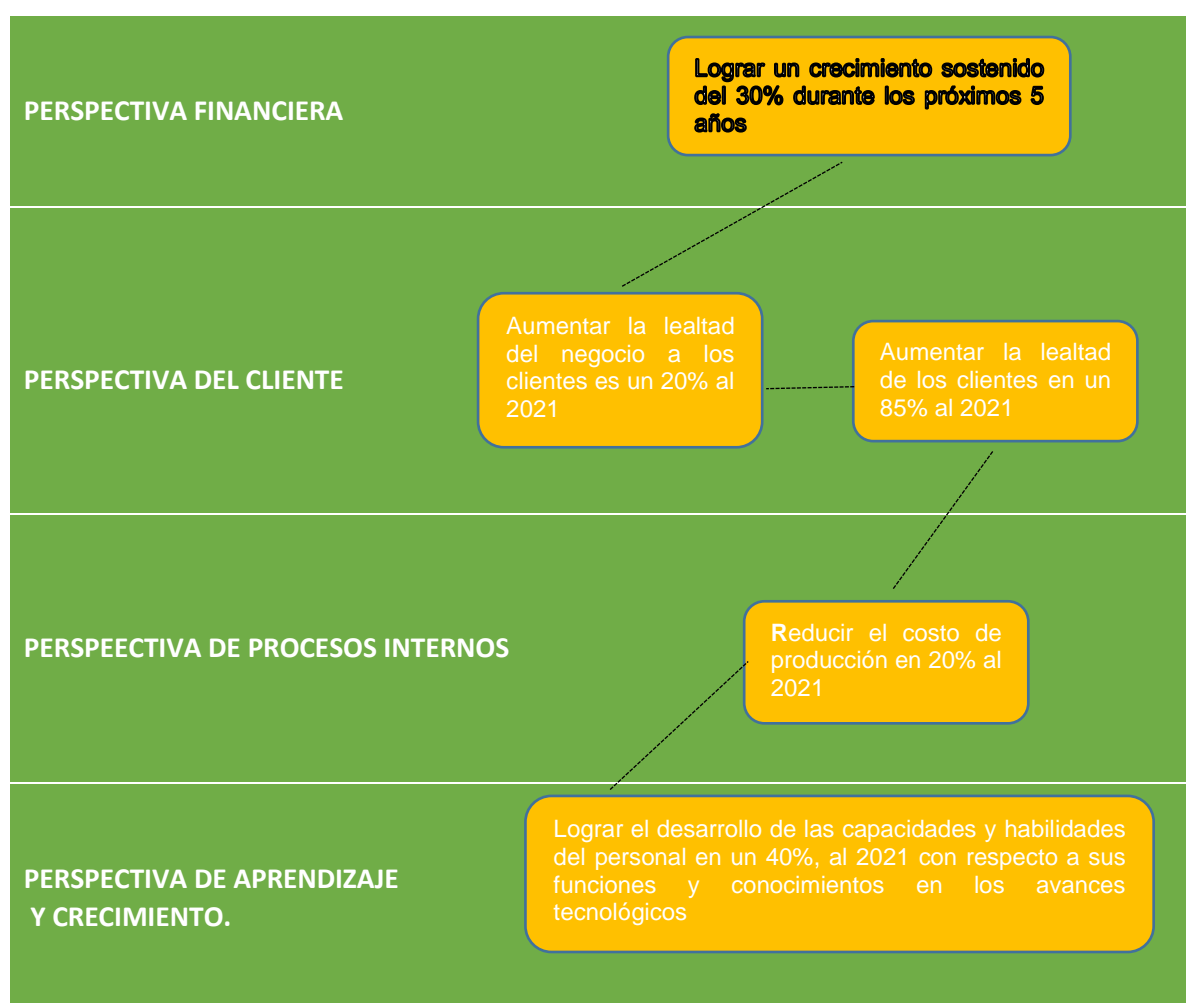 PERSPECTIVA FINANCIERA
Lograr un crecimiento sostenido
del 30% durante los próximos 5
años
PERSPECTIVA DEL CLIENTE
Aumentar la lealtad
del negocio a los
clientes es un 20% al
2021
Aumentar la lealtad
de los clientes en un
85% al 2021
PERSPEECTIVA DE PROCESOS INTERNOS
Reducir el costo de
producción en 20% al
2021
PERSPECTIVA DE APRENDIZAJE
Y CRECIMIENTO.
Lograr el desarrollo de las capacidades y habilidades
del personal en un 40%, al 2021 con respecto a sus
funciones y conocimientos en los avances
tecnológicos